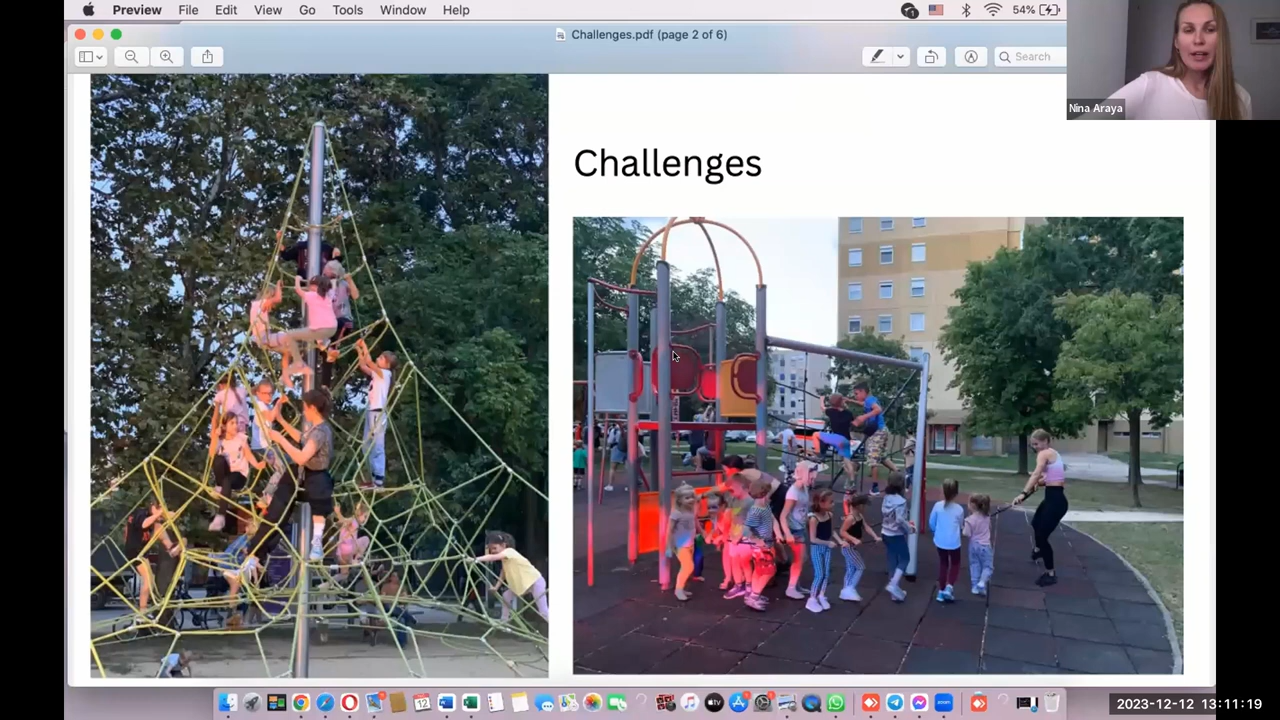 Preview File Edit View Go Tools Window Help
54%
Challenges.pdf (page 2 of 6)
Search
Nina Araya
Challenges
2023-12-12 13:11:19